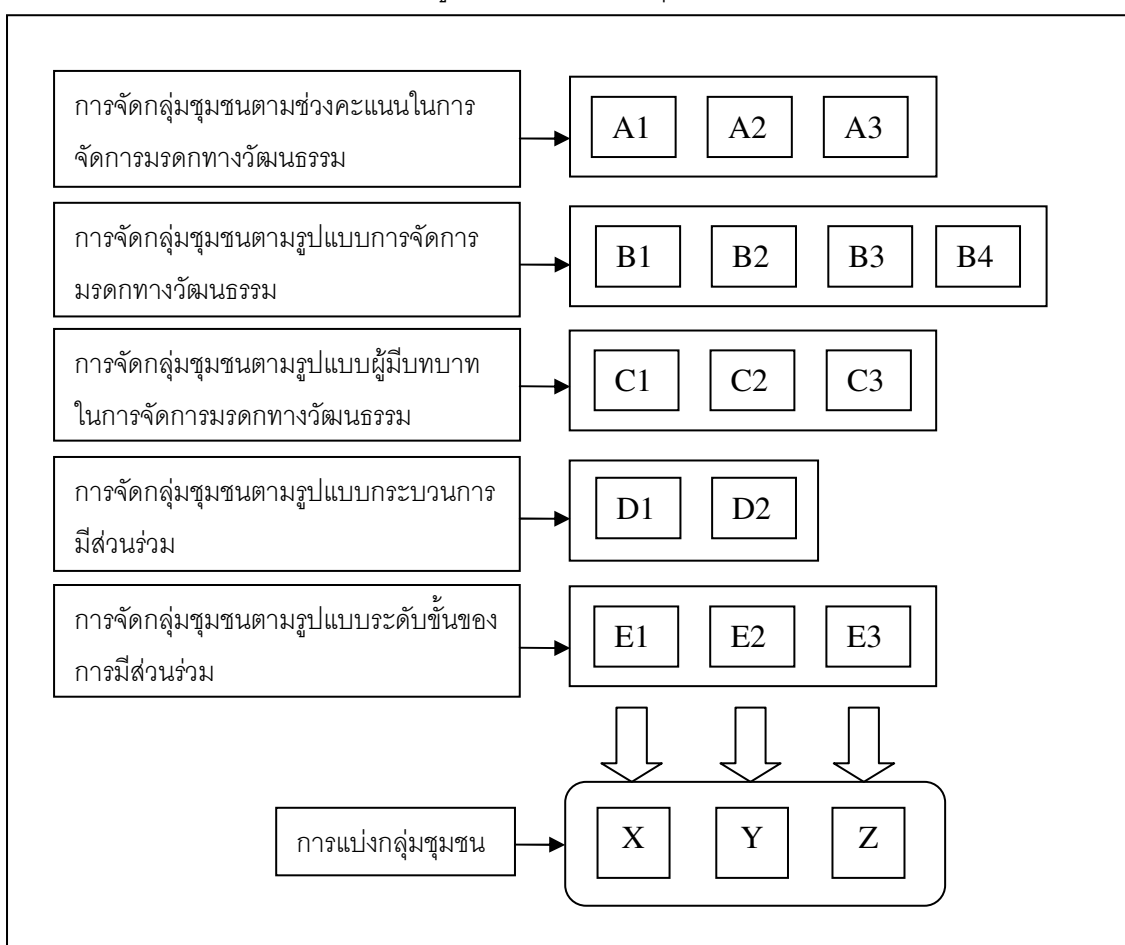 การจัดกลุ่มชุมชนตามช่วงคะแนนในการ
จัดการมรดกทางวัฒนธรรม
A1 A2 A3
การจัดกลุ่มชุมชนตามรูปแบบการจัดการ
มรดกทางวัฒนธรรม
B1 B2 B3 B4
การจัดกลุ่มชุมชนตามรูปแบบผู้มีบทบาท
ในการจัดการมรดกทางวัฒนธรรม
C1 C2 C3
การจัดกลุ่มชุมชนตามรูปแบบกระบวนการ
มีส่วนร่วม
D1 D2
การจัดกลุ่มชุมชนตามรูปแบบระดับขั้นของ
การมีส่วนร่วม
E1 E2 E3
การแบ่งกลุ่มชุมชน
X Y Z